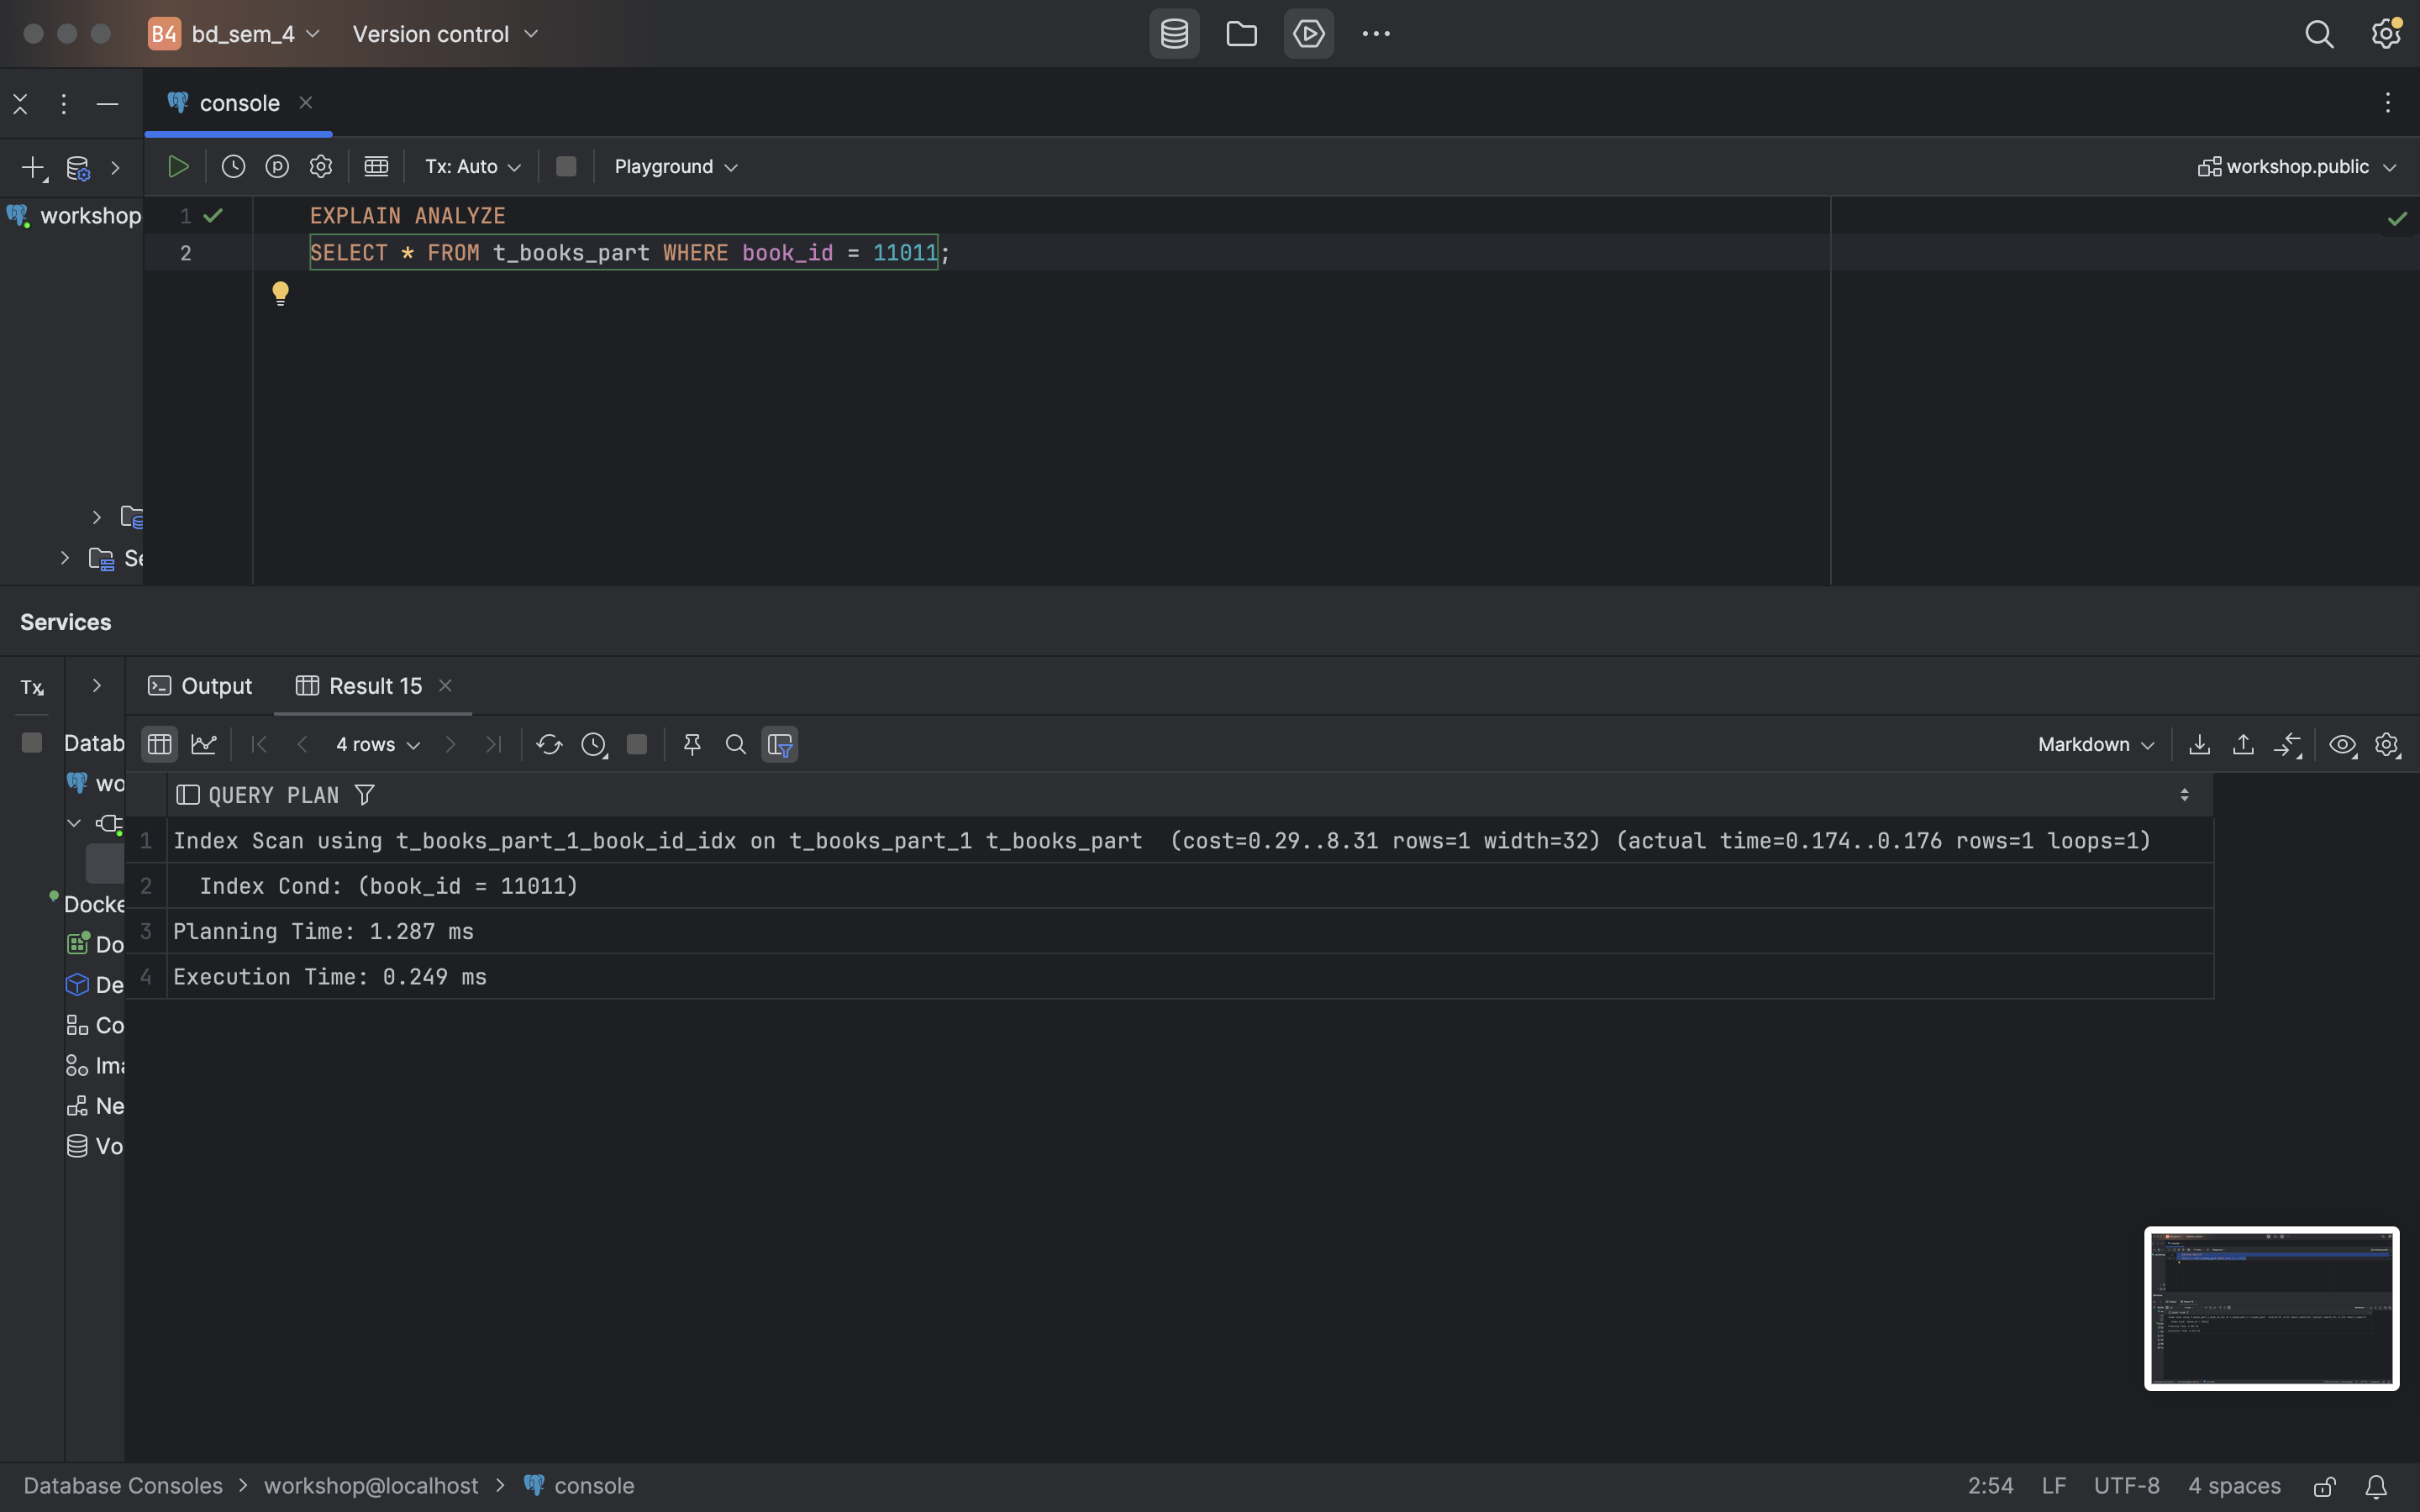 B4 bd_sem_4 Version control
console
Tx: Auto Playground workshop.public
workshop
1 EXPLAIN ANALYZE
2 SELECT * FROM t_books_part WHERE book_id = 11011;
Se
Services
Tx Output Result 15
4 rows Markdown
Datab
wo
Docke
Do
De
Co
Ima
Ne
Vo
QUERY PLAN
1 Index Scan using t_books_part_1_book_id_idx on t_books_part_1 t_books_part (cost=0.29..8.31 rows=1 width=32) (actual time=0.174..0.176 rows=1 loops=1)
2 Index Cond: (book_id = 11011)
3 Planning Time: 1.287 ms
4 Execution Time: 0.249 ms
Database Consoles > workshop@localhost > console
2:54 LF UTF-8 4 spaces